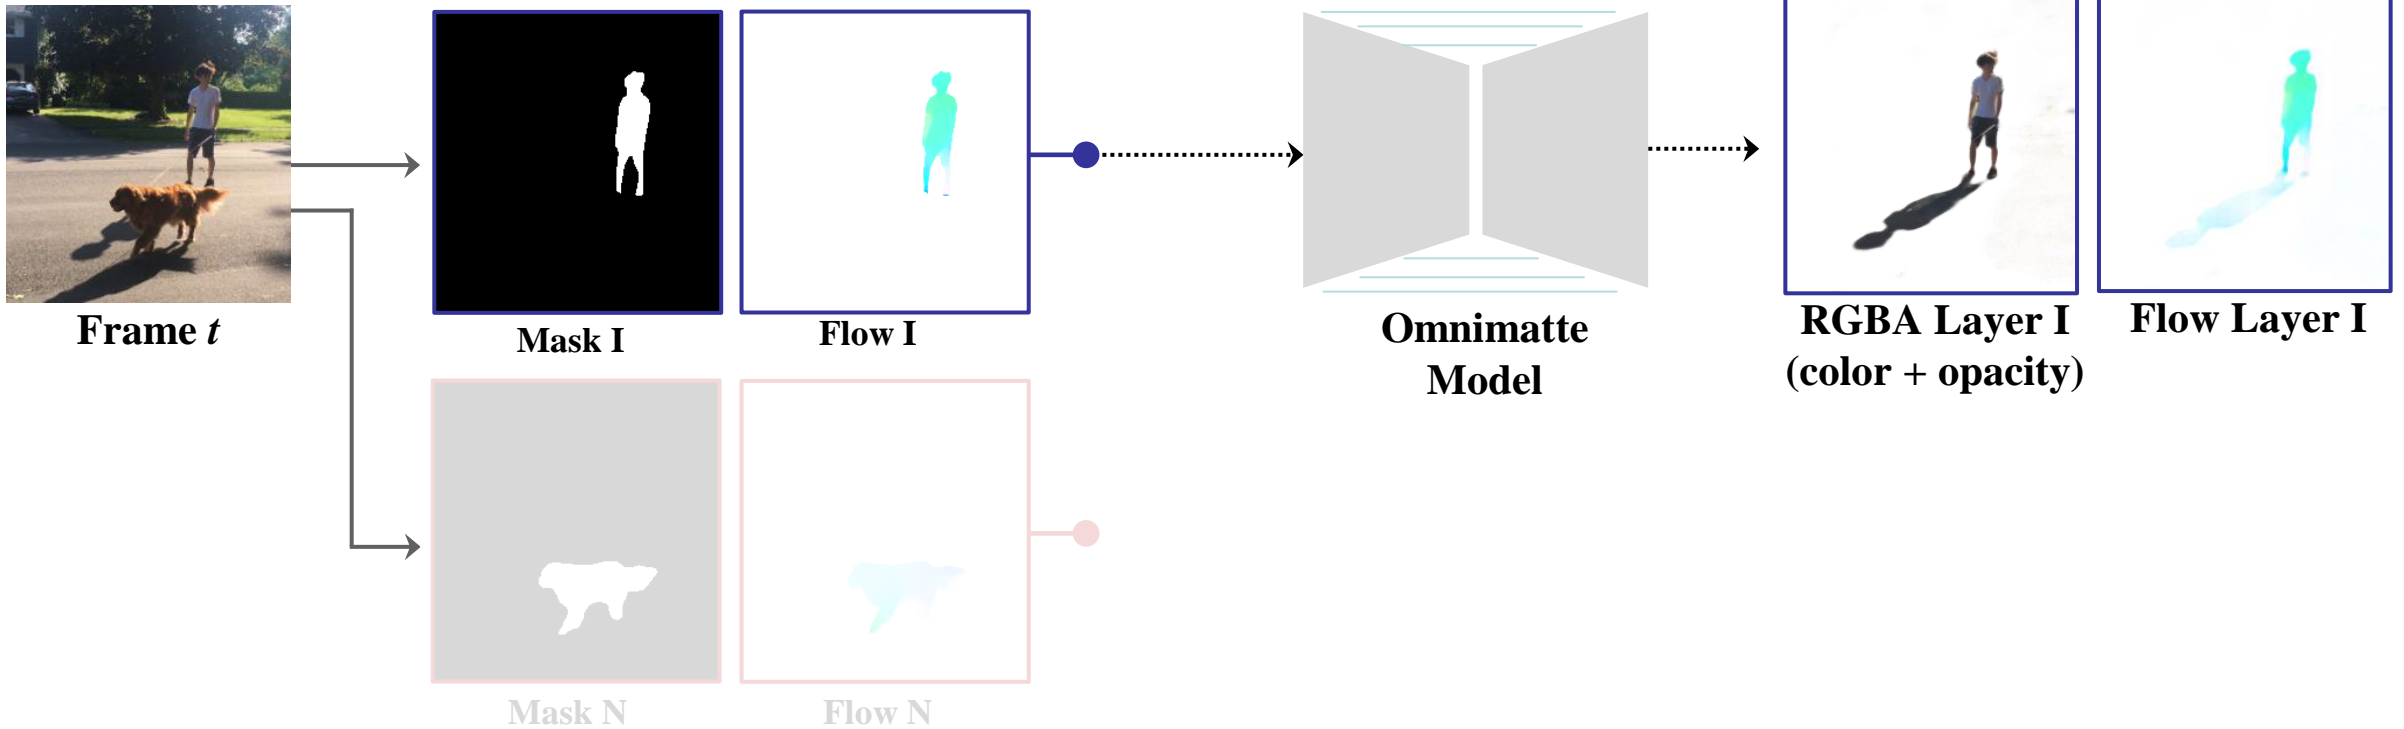 Frame t
Mask I
Flow I
Omnimatte
Model
RGBA Layer I
(color + opacity)
Flow Layer I
Mask N
Flow N